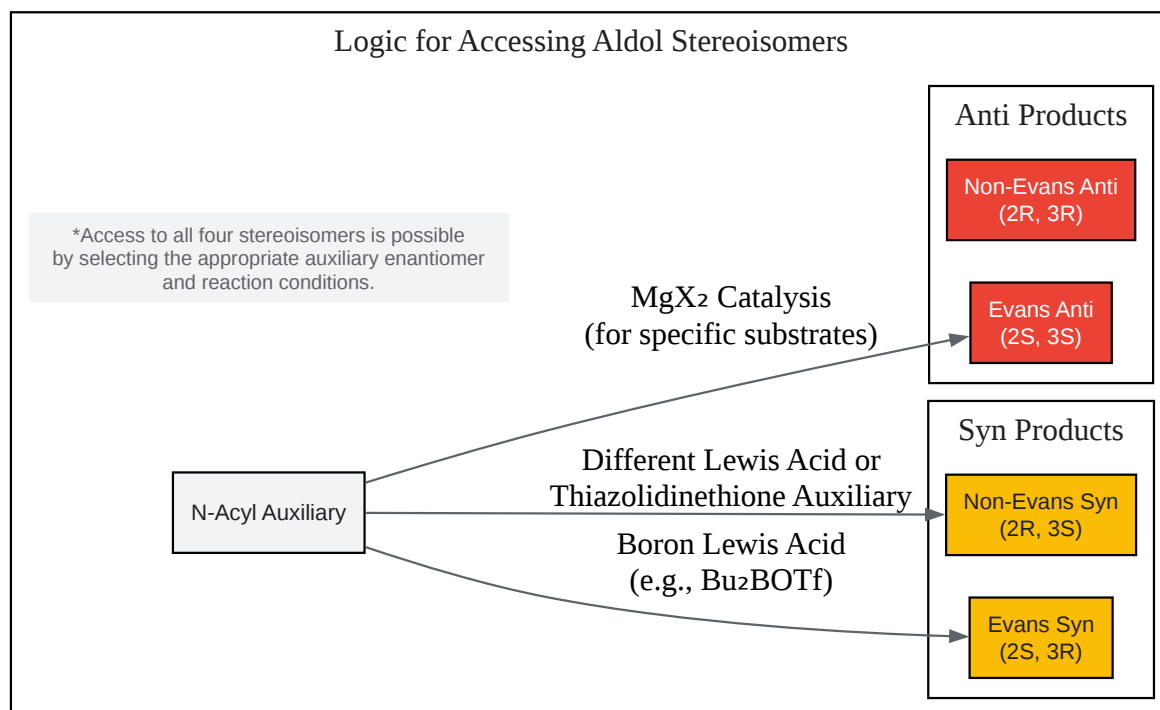 Logic for Accessing Aldol Stereoisomers
Anti Products
Non-Evans Anti
(2R, 3R)
*Access to all four stereoisomers is possible
by selecting the appropriate auxiliary enantiomer
and reaction conditions.
MgX₂ Catalysis
(for specific substrates)
Evans Anti
(2S, 3S)
Syn Products
Different Lewis Acid or
Thiazolidinethione Auxiliary
N-Acyl Auxiliary
Non-Evans Syn
(2R, 3S)
Boron Lewis Acid
(e.g., Bu₂BOTf)
Evans Syn
(2S, 3R)